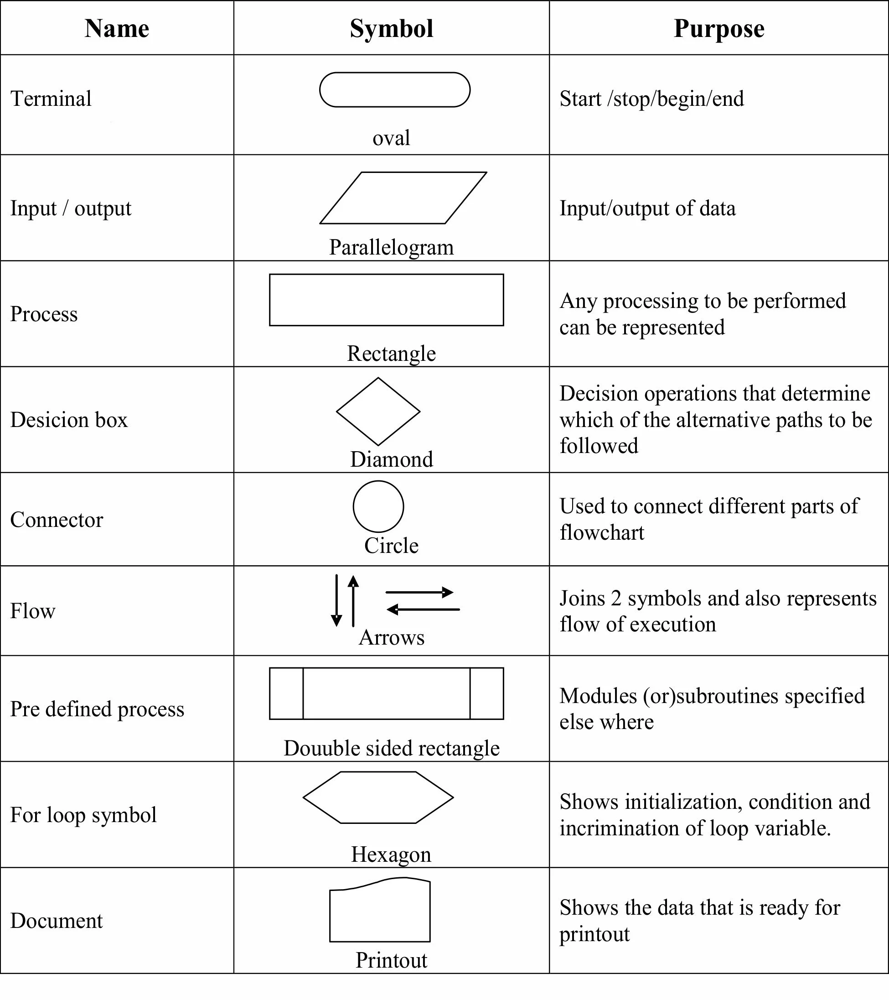 Name Symbol Purpose
Terminal
oval
Start /stop/begin/end
Input / output
Parallelogram
Input/output of data
Process
Rectangle
Any processing to be performed
can be represented
Desicion box
Diamond
Decision operations that determine
which of the alternative paths to be
followed
Connector
Circle
Used to connect different parts of
flowchart
Flow
Arrows
Joins 2 symbols and also represents
flow of execution
Pre defined process
Douuble sided rectangle
Modules (or)subroutines specified
else where
For loop symbol
Hexagon
Shows initialization, condition and
incrimination of loop variable.
Document
Printout
Shows the data that is ready for
printout